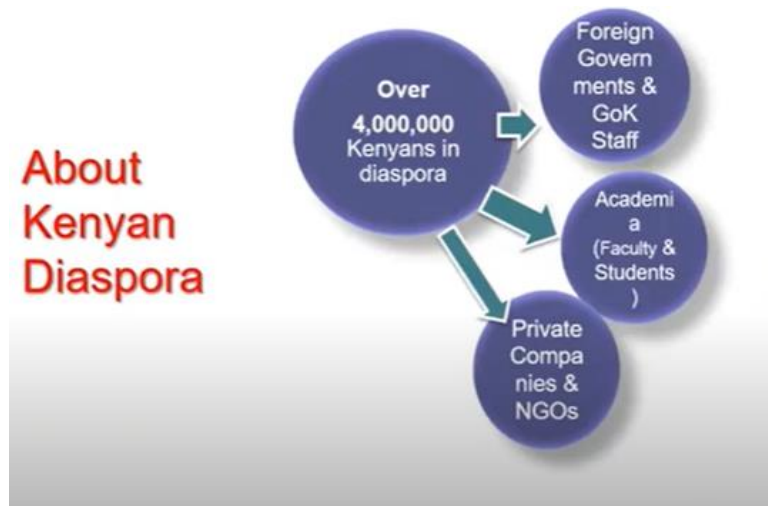 About
Kenyan
Diaspora
Over
4,000,000
Kenyans in
diaspora
Foreign
Govern
ments &
GoK
Staff
Academi
a
(Faculty &
Students
)
Private
Compa
nies &
NGOs